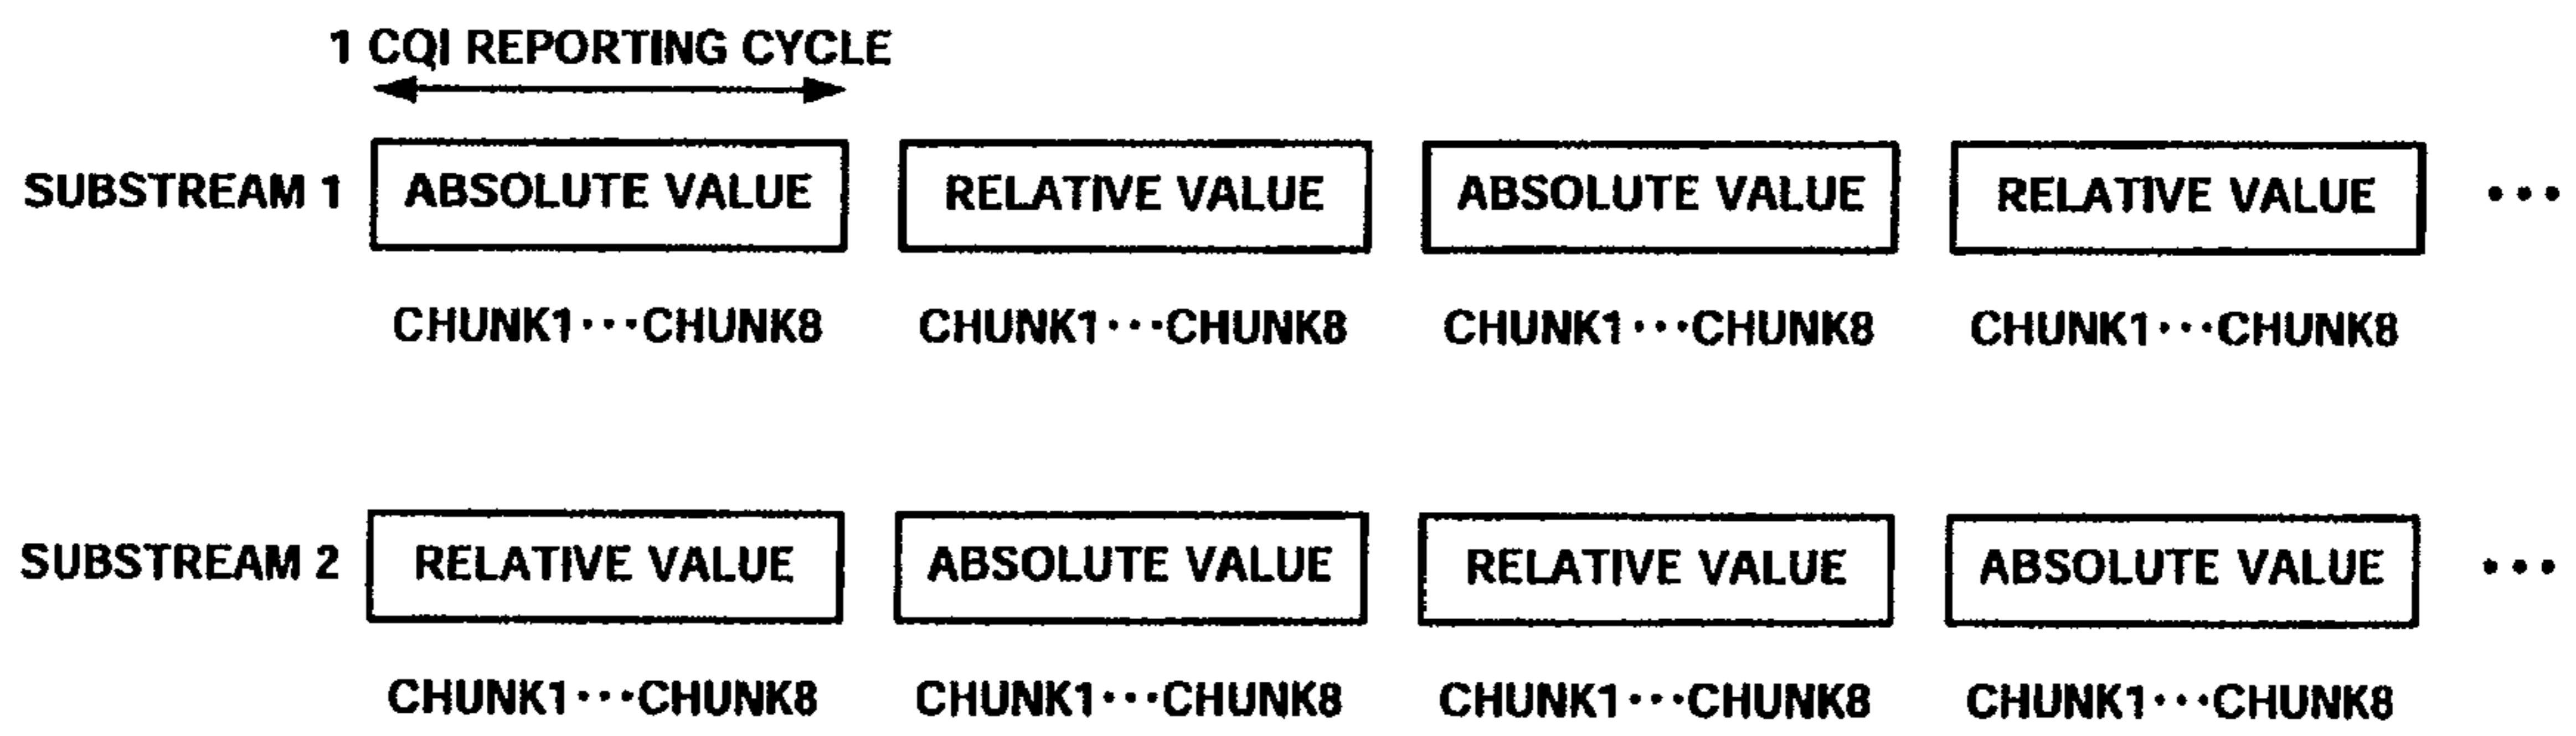 1 CQI REPORTING CYCLE
SUBSTREAM 1 ABSOLUTE VALUE RELATIVE VALUE ABSOLUTE VALUE RELATIVE VALUE ···
CHUNK1···CHUNK8 CHUNK1···CHUNK8 CHUNK1···CHUNK8 CHUNK1···CHUNK8
SUBSTREAM 2 RELATIVE VALUE ABSOLUTE VALUE RELATIVE VALUE ABSOLUTE VALUE ···
CHUNK1···CHUNK8 CHUNK1···CHUNK8 CHUNK1···CHUNK8 CHUNK1···CHUNK8